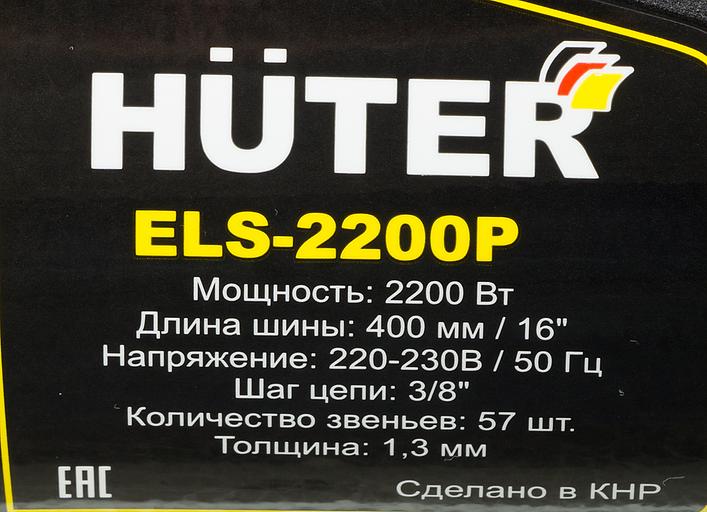 HÜTER
ELS-2200P
Мощность: 2200 Вт
Длина шины: 400 мм / 16"
Напряжение: 220-230В / 50 Гц
Шаг цепи: 3/8"
Количество звеньев: 57 шт.
Толщина: 1,3 мм
EAC
Сделано в КНР